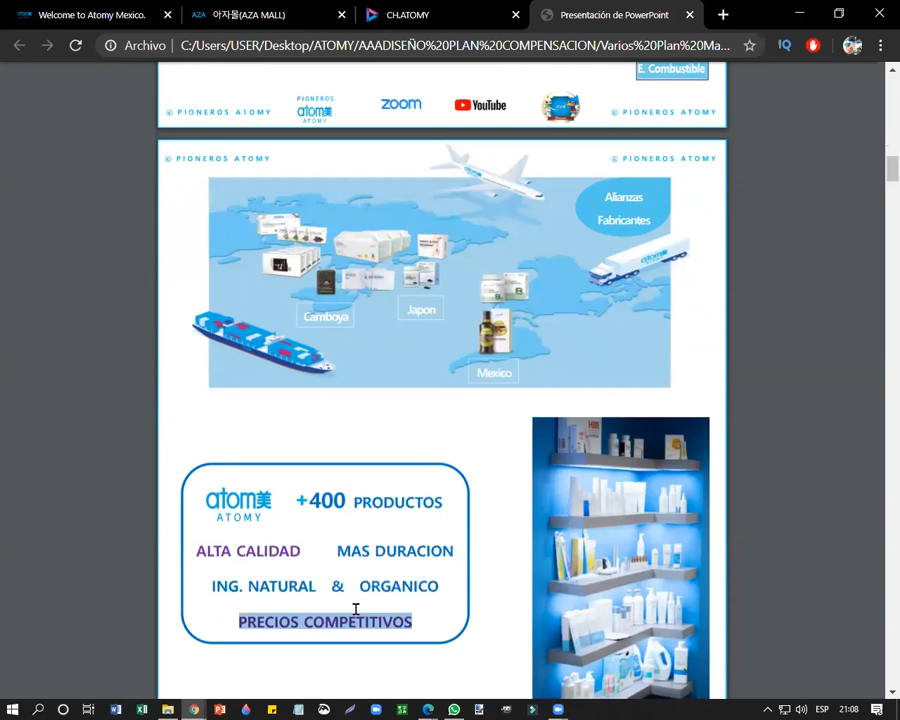 Welcome to Atomy Mexico.
아자몰(AZA MALL)
CH.ATOMY
Presentación de PowerPoint
Archivo
C:/Users/USER/Desktop/ATOMY/AAADISEÑO%20PLAN%20COMPENSACION/Varios%20Plan%20Ma...
E. Combustible
© PIONEROS ATOMY
PIONEROS
atom美
ATOMY
zoom
YouTube
© PIONEROS ATOMY
© PIONEROS ATOMY
© PIONEROS ATOMY
Alianzas
Fabricantes
Camboya
Japon
Mexico
atom美
ATOMY
+400 PRODUCTOS
ALTA CALIDAD
MAS DURACION
ING. NATURAL & ORGANICO
PRECIOS COMPETITIVOS
ESP
21:08